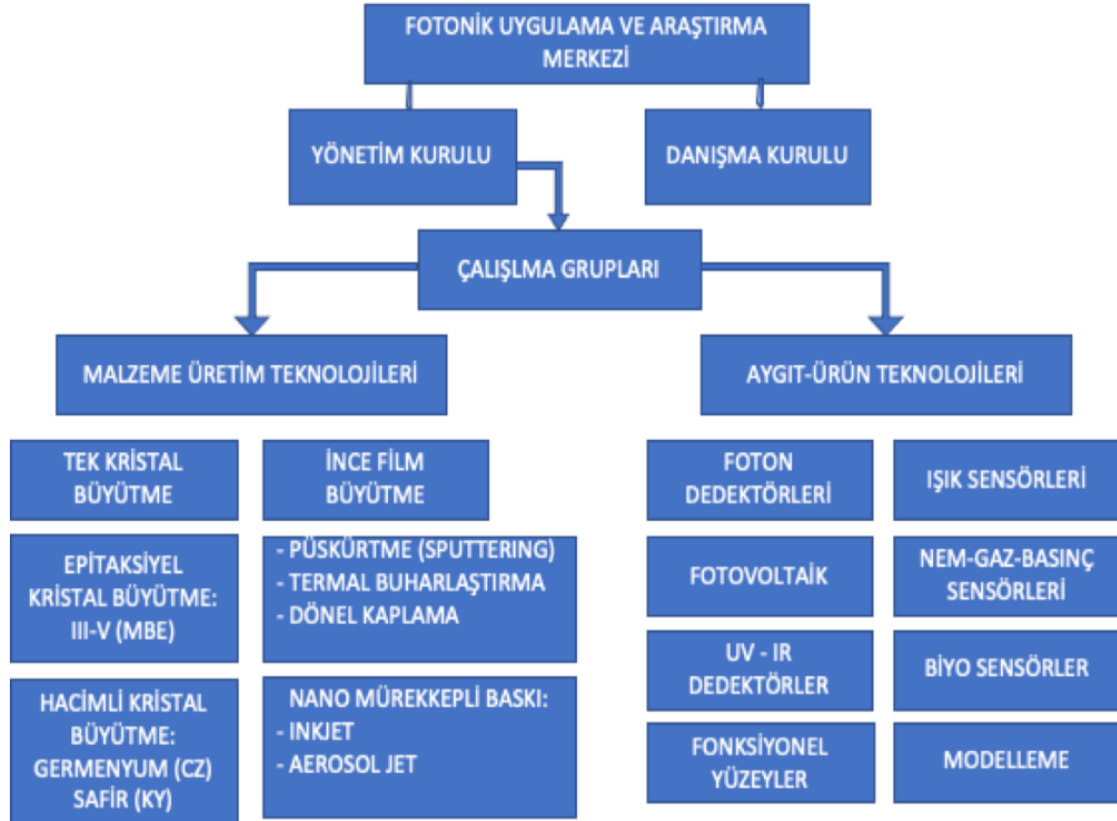 FOTONİK UYGULAMA VE ARAŞTIRMA
MERKEZİ
YÖNETİM KURULU
DANIŞMA KURULU
ÇALIŞLMA GRUPLARI
MALZEME ÜRETİM TEKNOLOJİLERİ
AYGIT-ÜRÜN TEKNOLOJİLERİ
TEK KRİSTAL
BÜYÜTME
İNCE FİLM
BÜYÜTME
FOTON
DEDEKTÖRLERİ
IŞIK SENSÖRLERİ
EPİTAKSİYEL
KRİSTAL BÜYÜTME:
III-V (MBE)
- PÜSKÜRTME (SPUTTERING)
- TERMAL BUHARLAŞTIRMA
- DÖNEL KAPLAMA
FOTOVOLTAİK
NEM-GAZ-BASINÇ
SENSÖRLERİ
HACİMLİ KRİSTAL
BÜYÜTME:
GERMENYUM (CZ)
SAFİR (KY)
NANO MÜREKKEPLİ BASKI:
- INKJET
- AEROSOL JET
UV - IR
DEDEKTÖRLER
BİYO SENSÖRLER
FONKSİYONEL
YÜZEYLER
MODELLEME